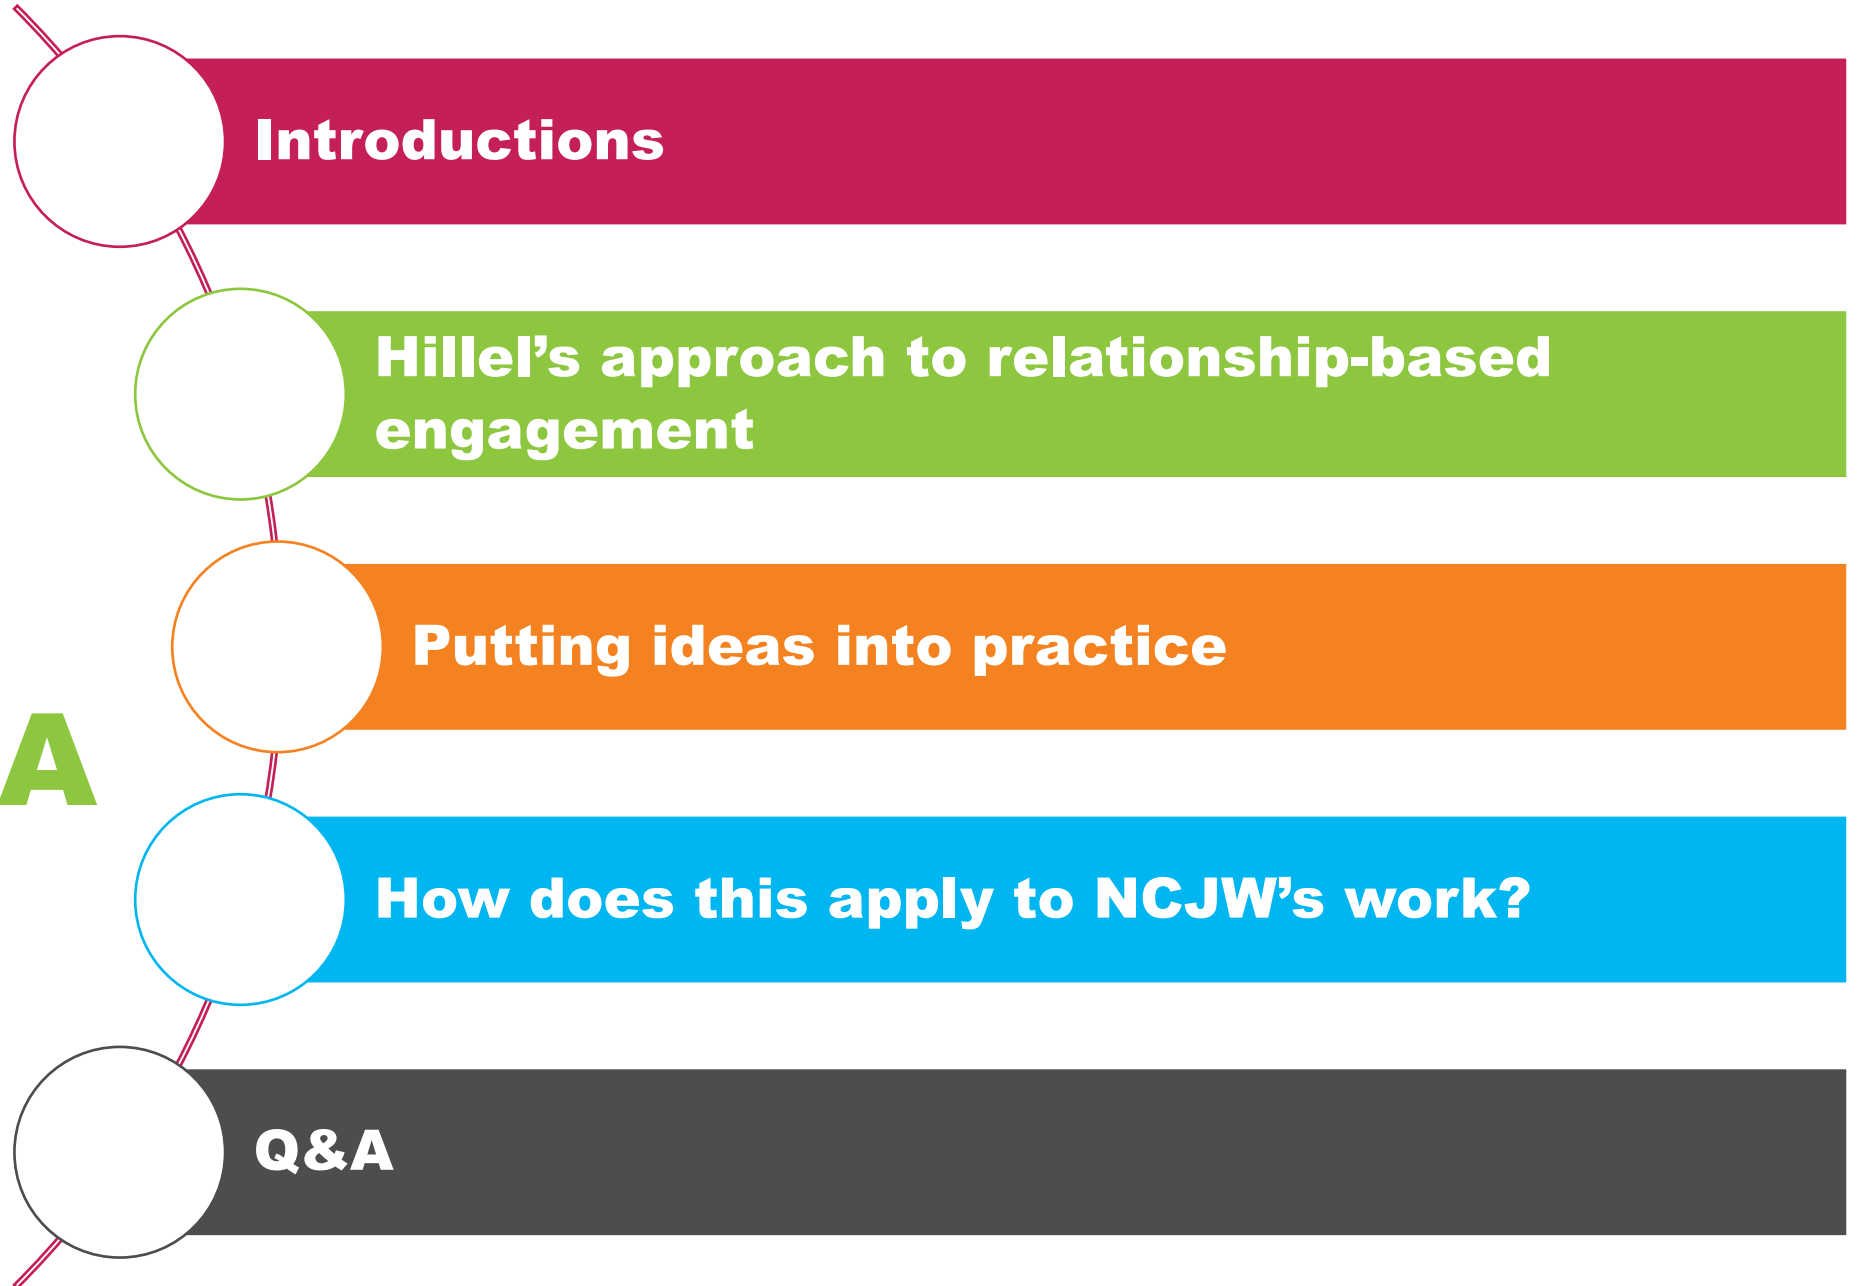 Introductions
Hillel’s approach to relationship-based
engagement
Putting ideas into practice
A
How does this apply to NCJW’s work?
Q&A